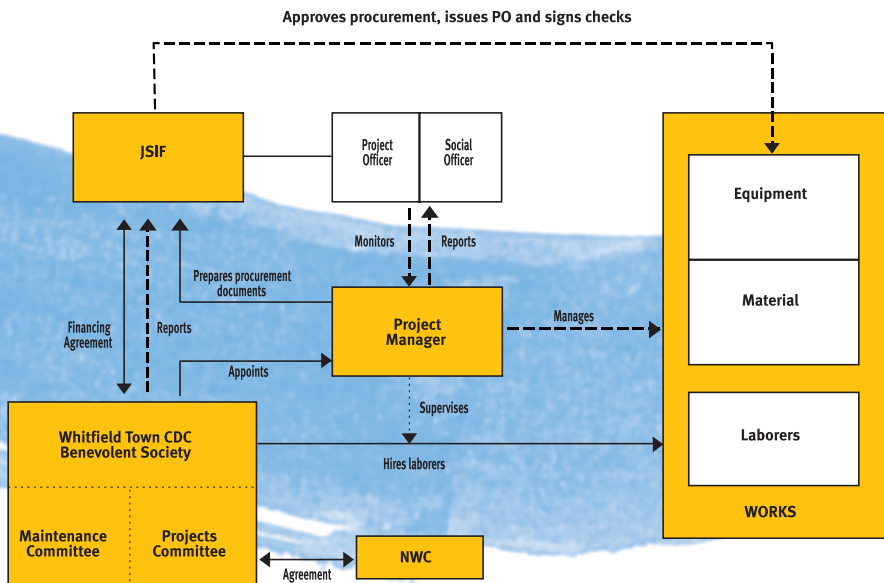 Approves procurement, issues PO and signs checks
JSIF
Project
Officer
Social
Officer
Equipment
Monitors
Reports
Prepares procurement
documents
Material
Project
Manager
Manages
Financing
Agreement
Reports
Appoints
Supervises
Whitfield Town CDC
Benevolent Society
Laborers
Hires laborers
WORKS
Maintenance
Committee
Projects
Committee
NWC
Agreement